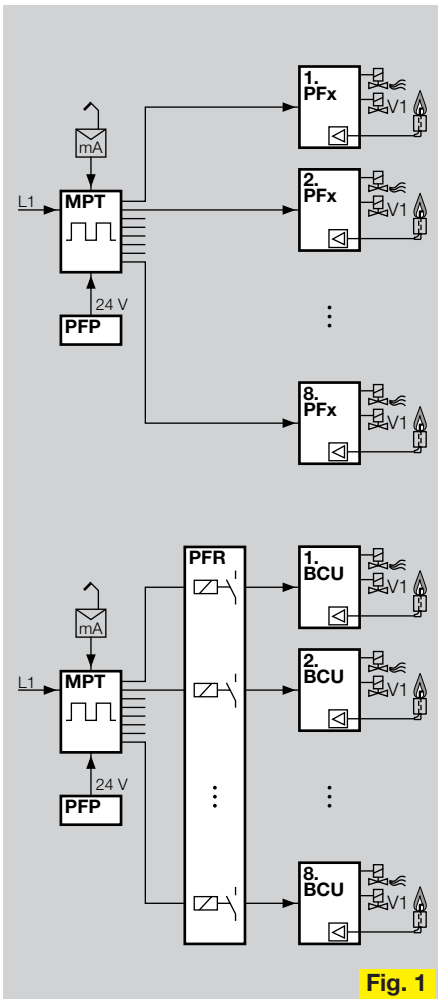 1.
PFx
V1
mA
L1
MPT
2.
PFx
V1
24 V
PFP
8.
PFx
V1
PFR
1.
BCU
V1
mA
L1
MPT
2.
BCU
V1
24 V
PFP
8.
BCU
V1
Fig. 1